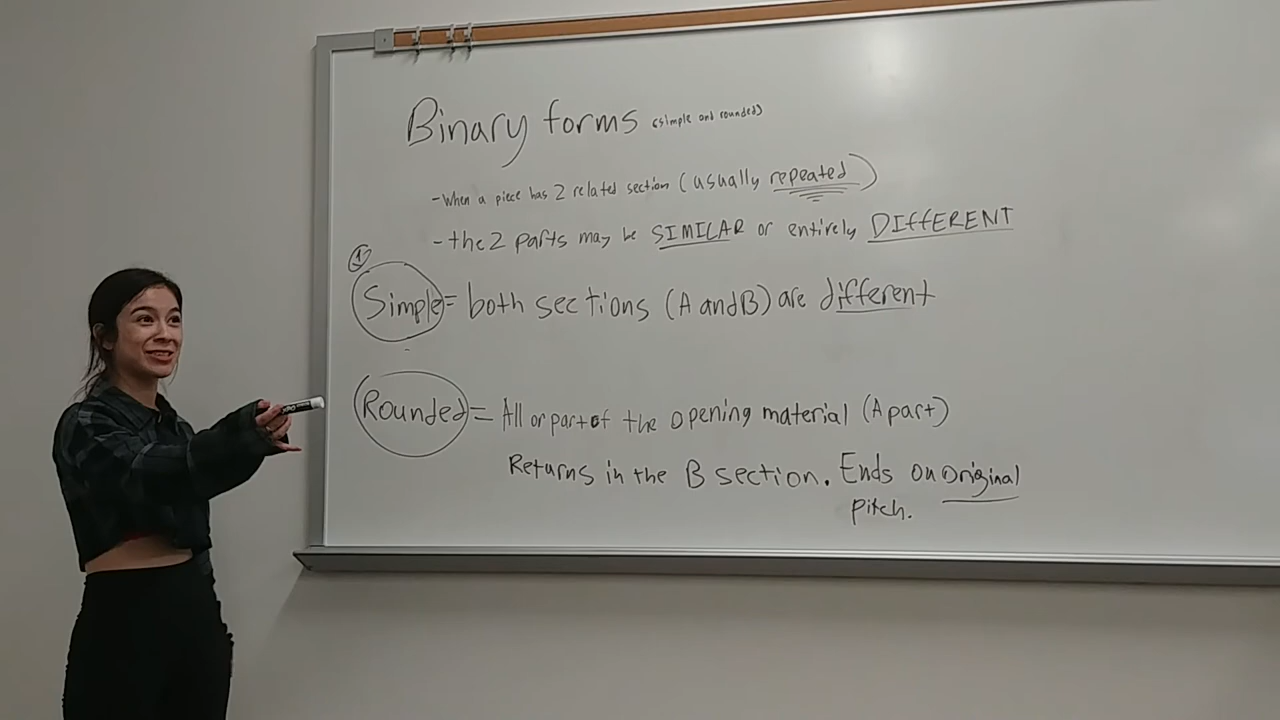 Binary forms (simple and rounded)
-When a piece has 2 related section (usually repeated)
-the 2 parts may be SIMILAR or entirely DIFFERENT
1
Simple= both sections (A and B) are different
Rounded = All or part of the opening material (A part)
Returns in the B section. Ends on original
pitch.